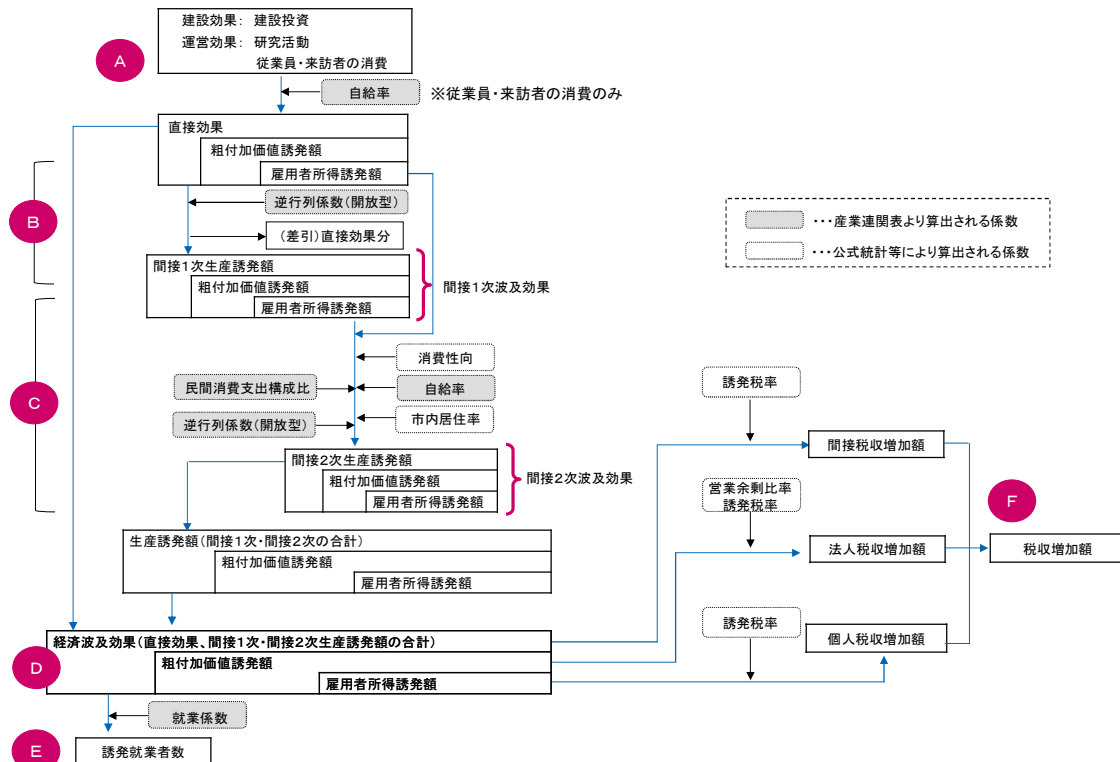 建設効果： 建設投資
運営効果： 研究活動
従業員・来訪者の消費
A
自給率
※従業員・来訪者の消費のみ
直接効果
粗付加価値誘発額
雇用者所得誘発額
B
逆行列係数（開放型）
（差引）直接効果分
間接１次生産誘発額
粗付加価値誘発額
雇用者所得誘発額
間接１次波及効果
・・・産業連関表より算出される係数
・・・公式統計等により算出される係数
C
消費性向
民間消費支出構成比
自給率
逆行列係数（開放型）
市内居住率
間接２次生産誘発額
粗付加価値誘発額
雇用者所得誘発額
間接２次波及効果
生産誘発額（間接１次・間接２次の合計）
粗付加価値誘発額
雇用者所得誘発額
D
経済波及効果（直接効果、間接１次・間接２次生産誘発額の合計）
粗付加価値誘発額
雇用者所得誘発額
就業係数
E
誘発就業者数
誘発税率
間接税収増加額
営業余剰比率
誘発税率
法人税収増加額
誘発税率
個人税収増加額
F
税収増加額